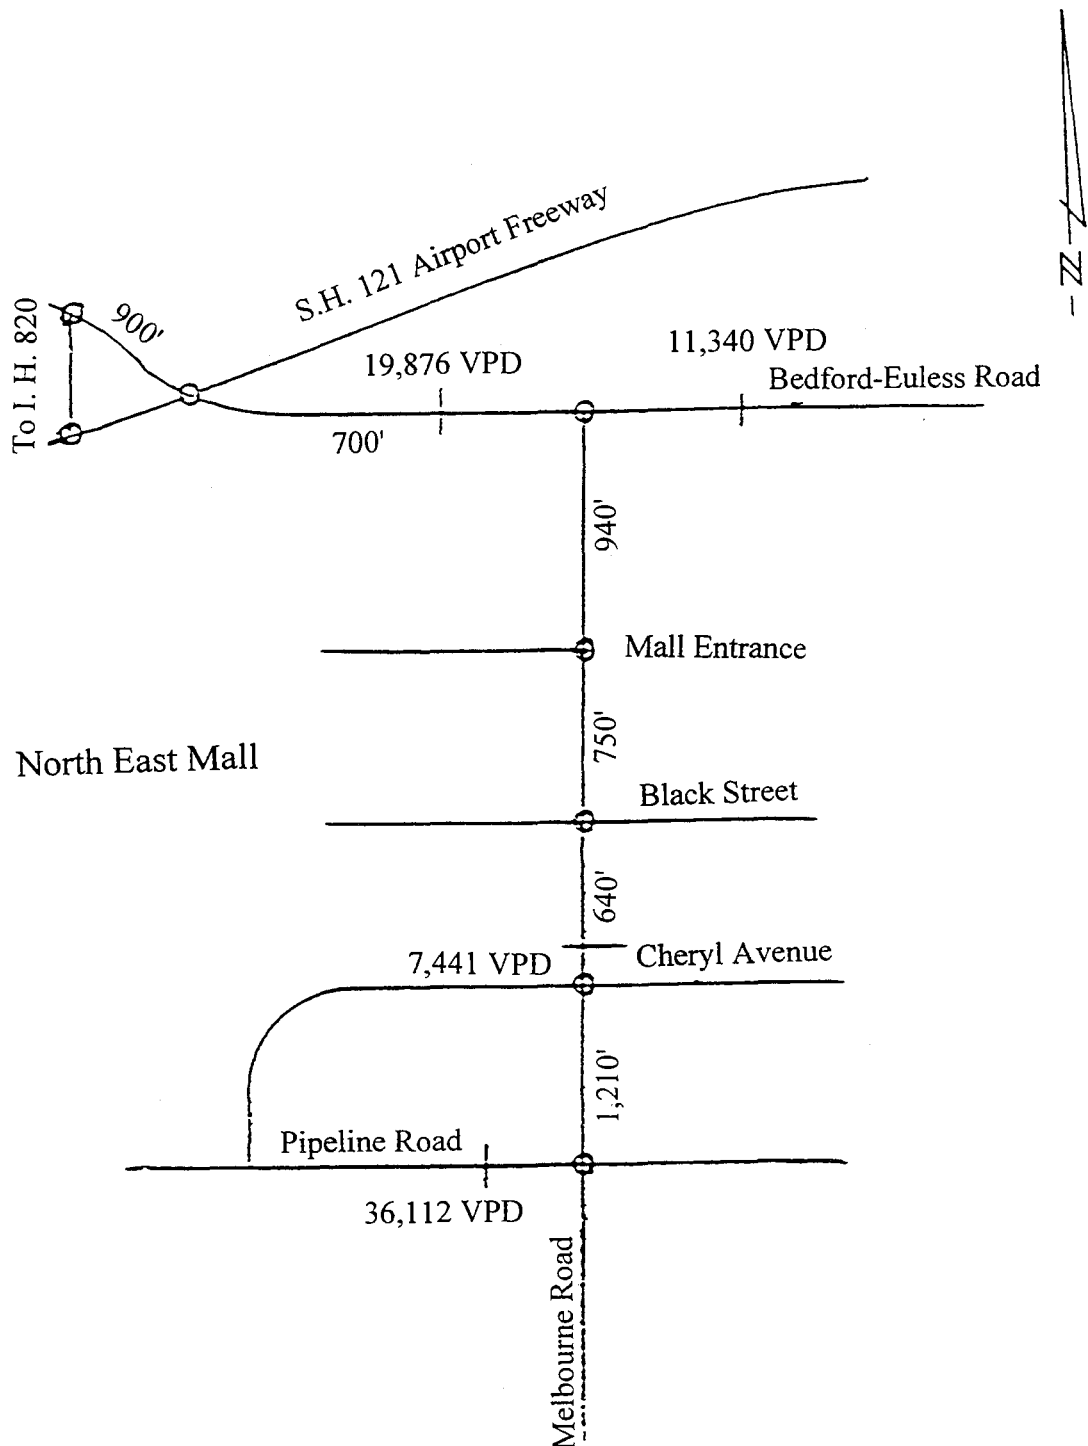 S.H. 121 Airport Freeway
To I. H. 820
900'
19,876 VPD
11,340 VPD
Bedford-Euless Road
700'
940'
Mall Entrance
750'
North East Mall
Black Street
640'
7,441 VPD
Cheryl Avenue
1,210'
Pipeline Road
36,112 VPD
Melbourne Road
- N -